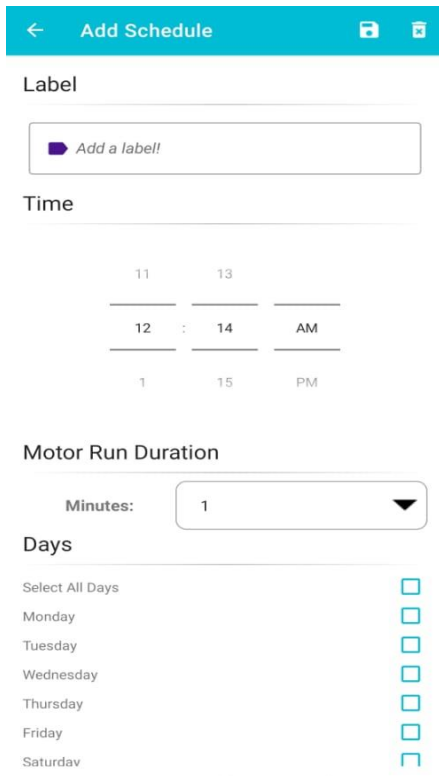 Add Schedule
Label
Add a label!
Time
11 13
12 : 14 AM
1 15 PM
Motor Run Duration
Minutes: 1
Days
Select All Days
Monday
Tuesday
Wednesday
Thursday
Friday
Saturday